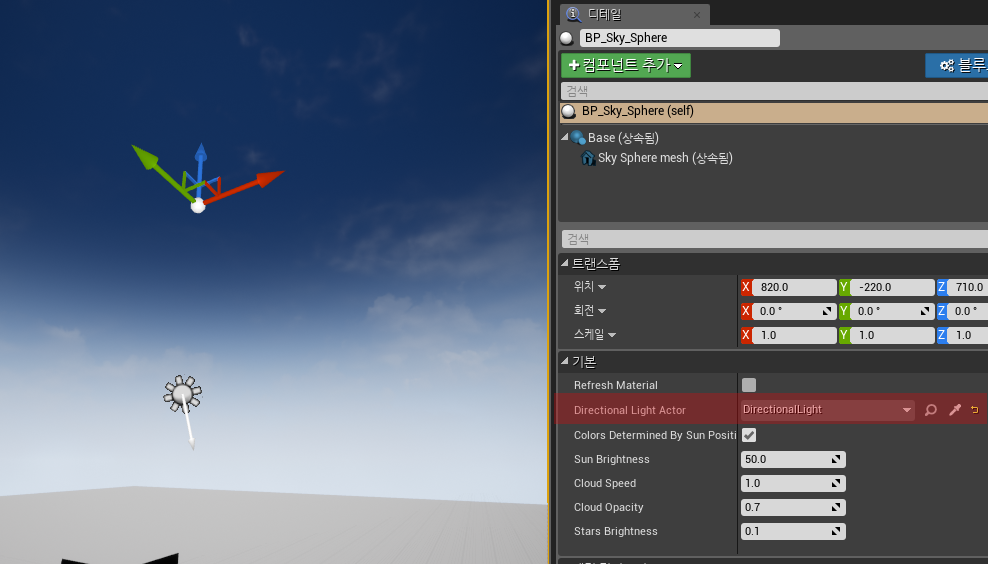 디테일
BP_Sky_Sphere
컴포넌트 추가
검색
BP_Sky_Sphere (self)
Base (상속됨)
Sky Sphere mesh (상속됨)
검색
트랜스폼
위치 X 820.0 Y -220.0 Z 710.0
회전 X 0.0 ° Y 0.0 ° Z 0.0 °
스케일 X 1.0 Y 1.0 Z 1.0
기본
Refresh Material
Directional Light Actor DirectionalLight
Colors Determined By Sun Positi
Sun Brightness 50.0
Cloud Speed 1.0
Cloud Opacity 0.7
Stars Brightness 0.1